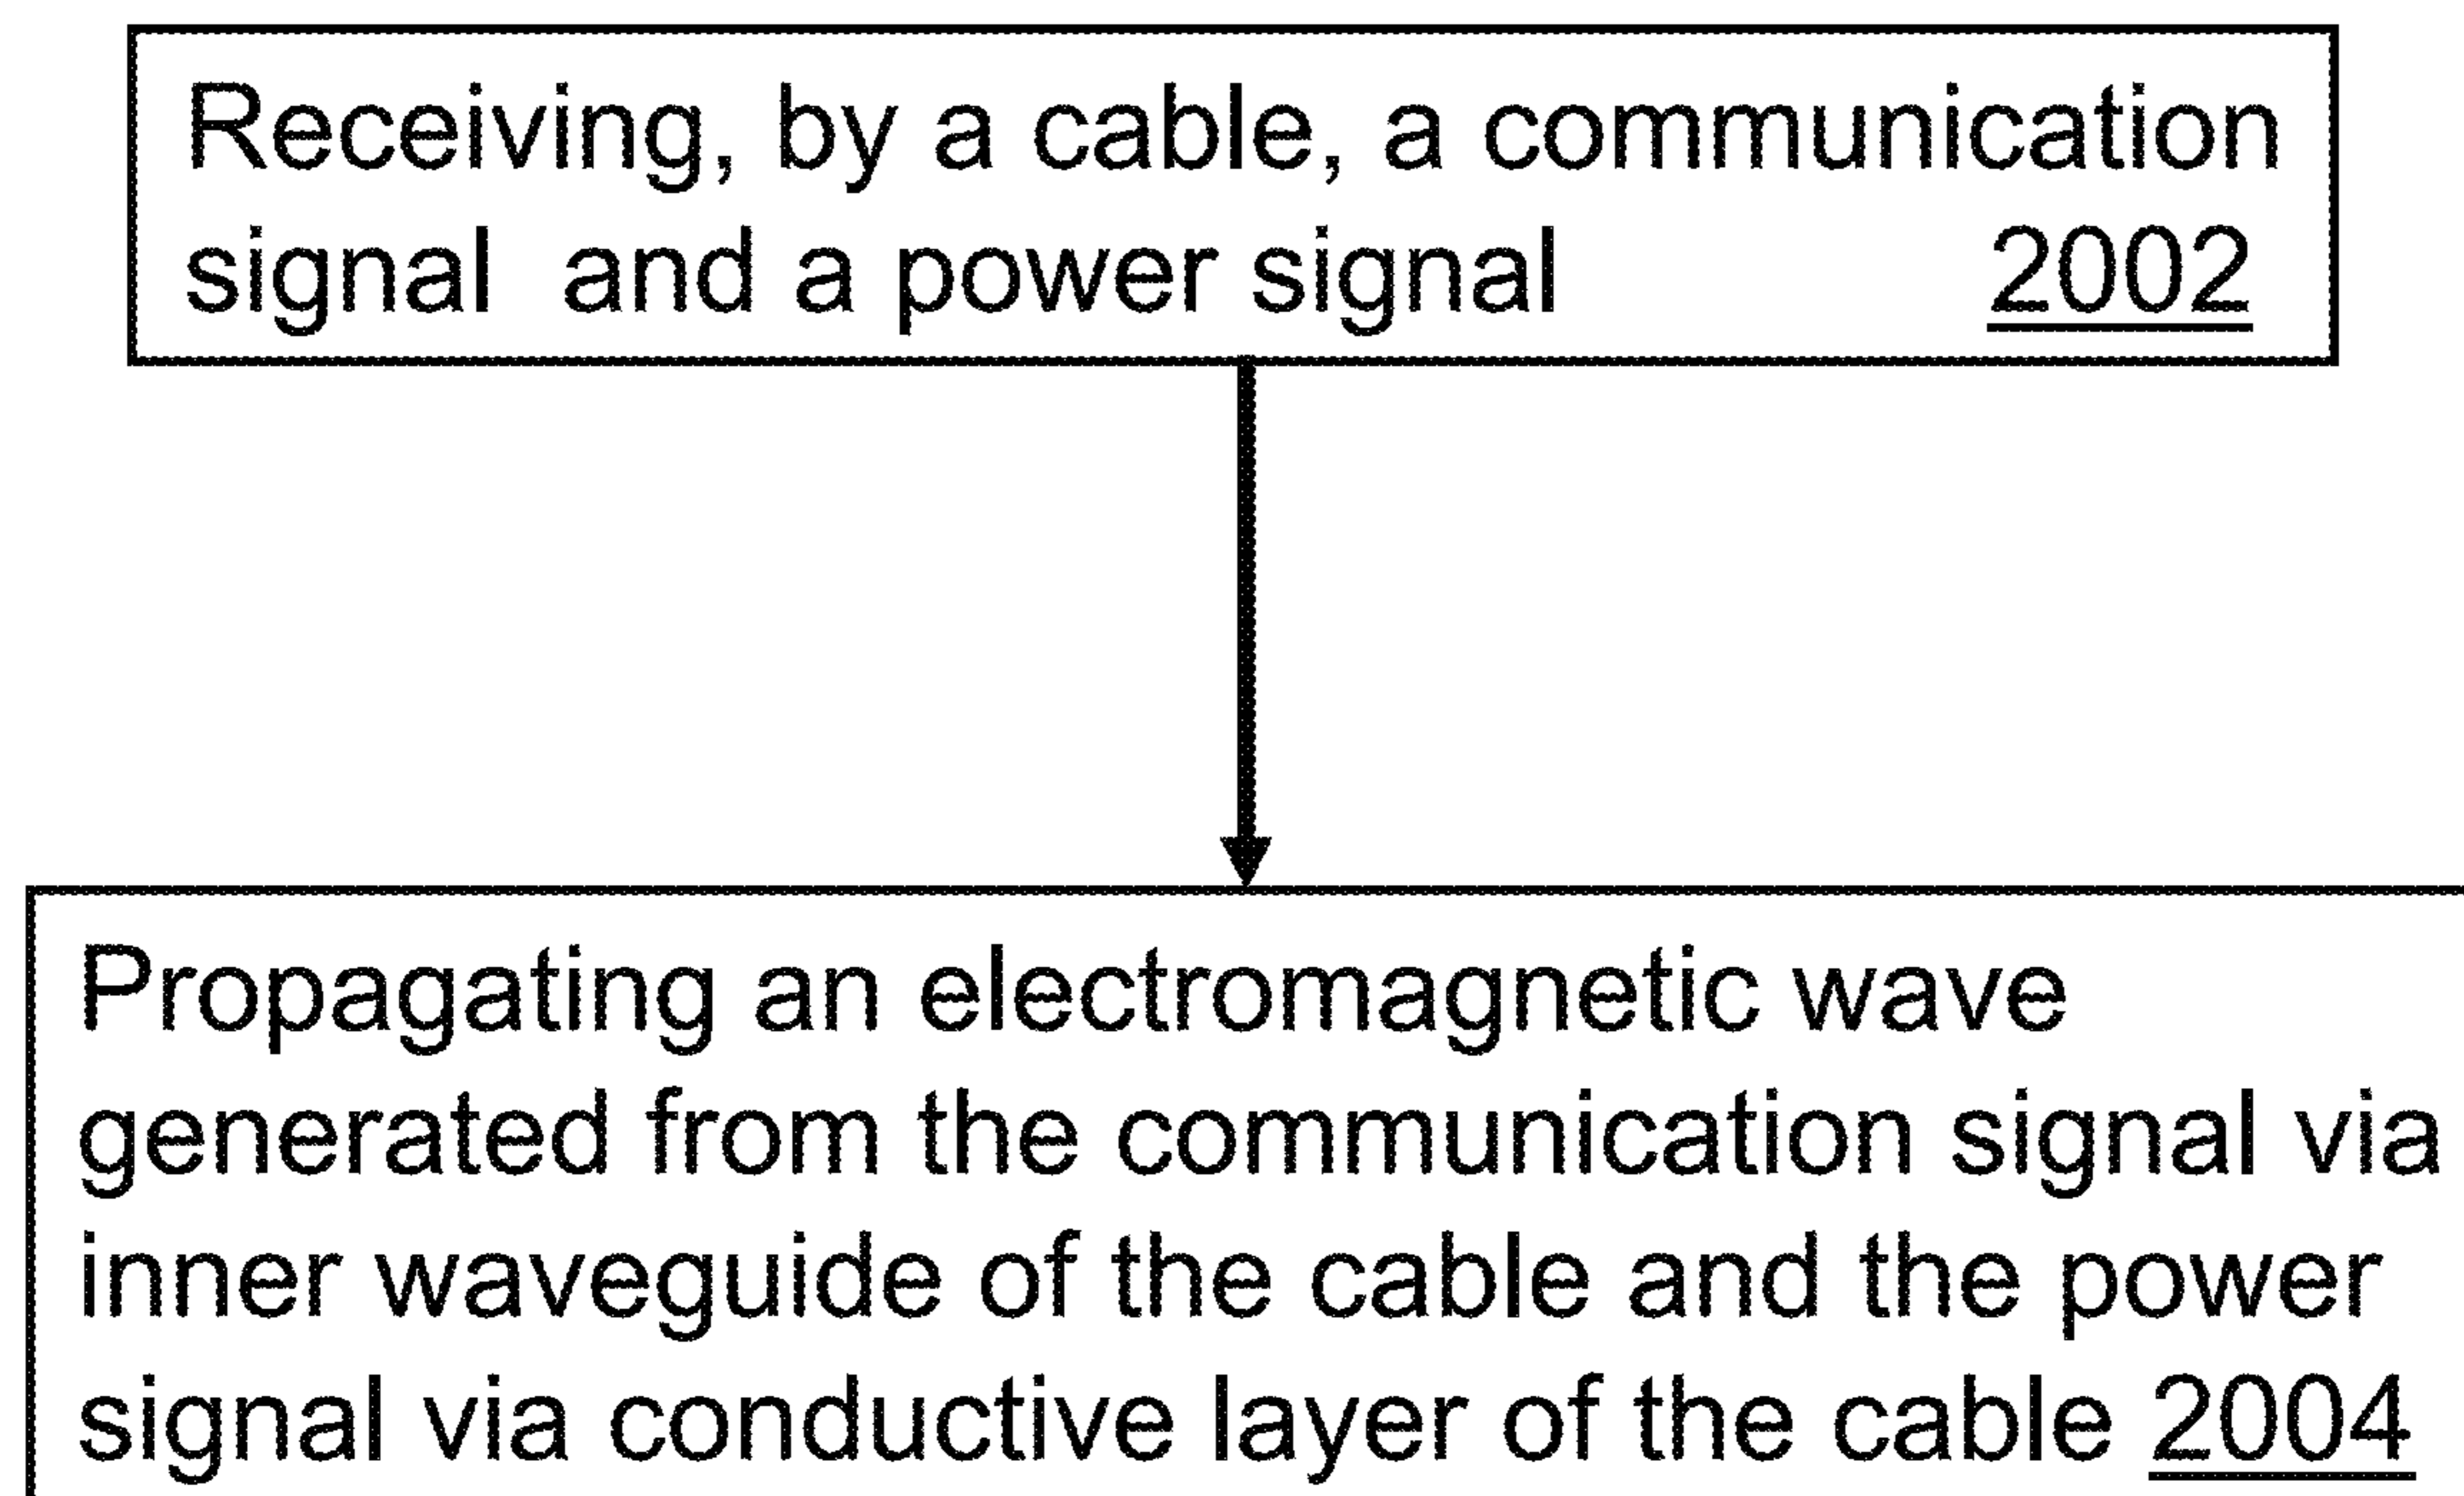 Receiving, by a cable, a communication
signal and a power signal 2002
Propagating an electromagnetic wave
generated from the communication signal via
inner waveguide of the cable and the power
signal via conductive layer of the cable 2004